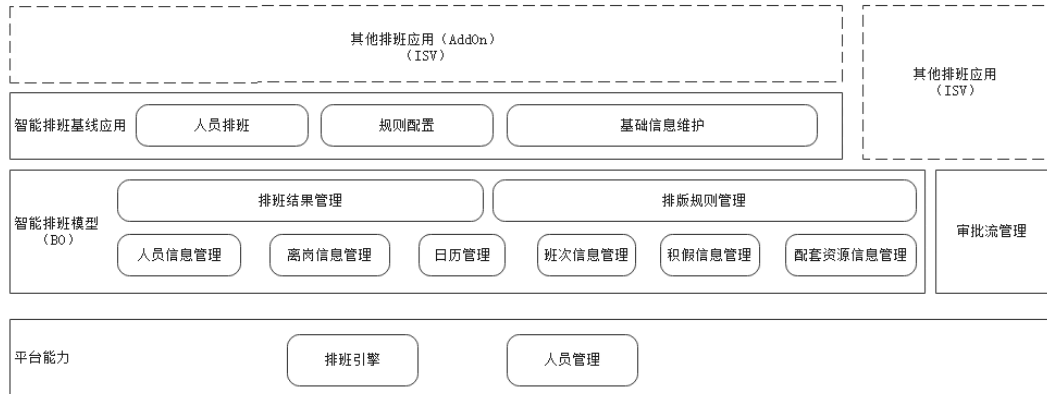 其他排班应用（AddOn）
（ISV）
其他排班应用
（ISV）
智能排班基线应用
人员排班
规则配置
基础信息维护
智能排班模型
（BO）
排班结果管理
排版规则管理
人员信息管理
离岗信息管理
日历管理
班次信息管理
积假信息管理
配套资源信息管理
审批流管理
平台能力
排班引擎
人员管理